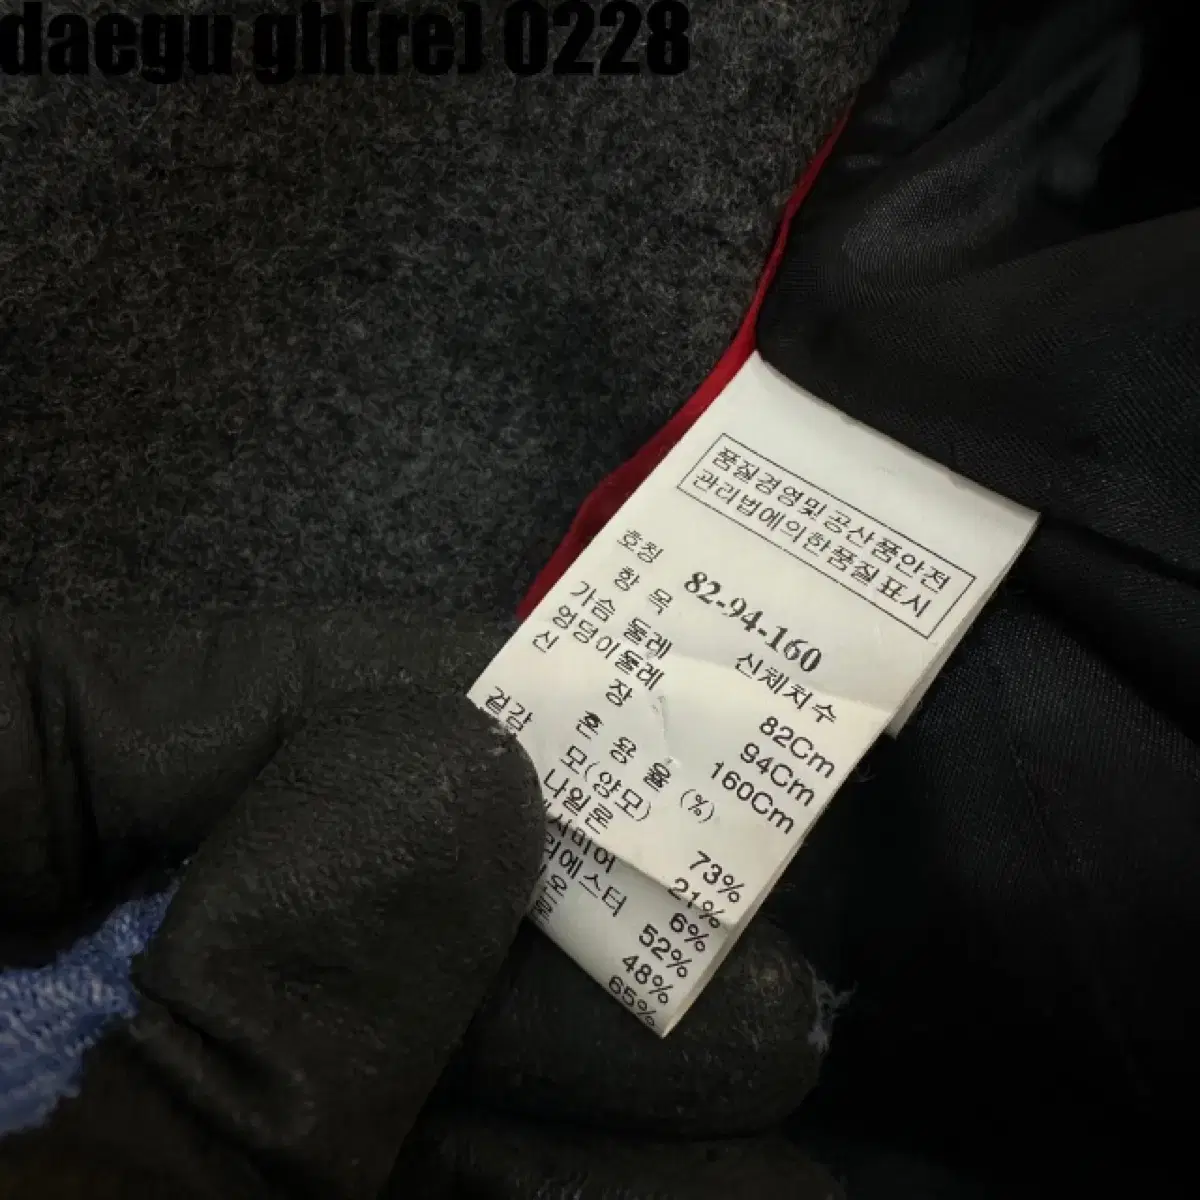 daegu gh(re) 0228
품질경영및공산품안전
관리법에의한품질표시
호칭 82-94-160
항 목 신체치수
가슴 둘레 82Cm
엉덩이둘레 94Cm
신 장 160Cm
겉감 혼 용 율 (%)
모(양모) 73%
나일론 21%
6%
52%
48%
65%